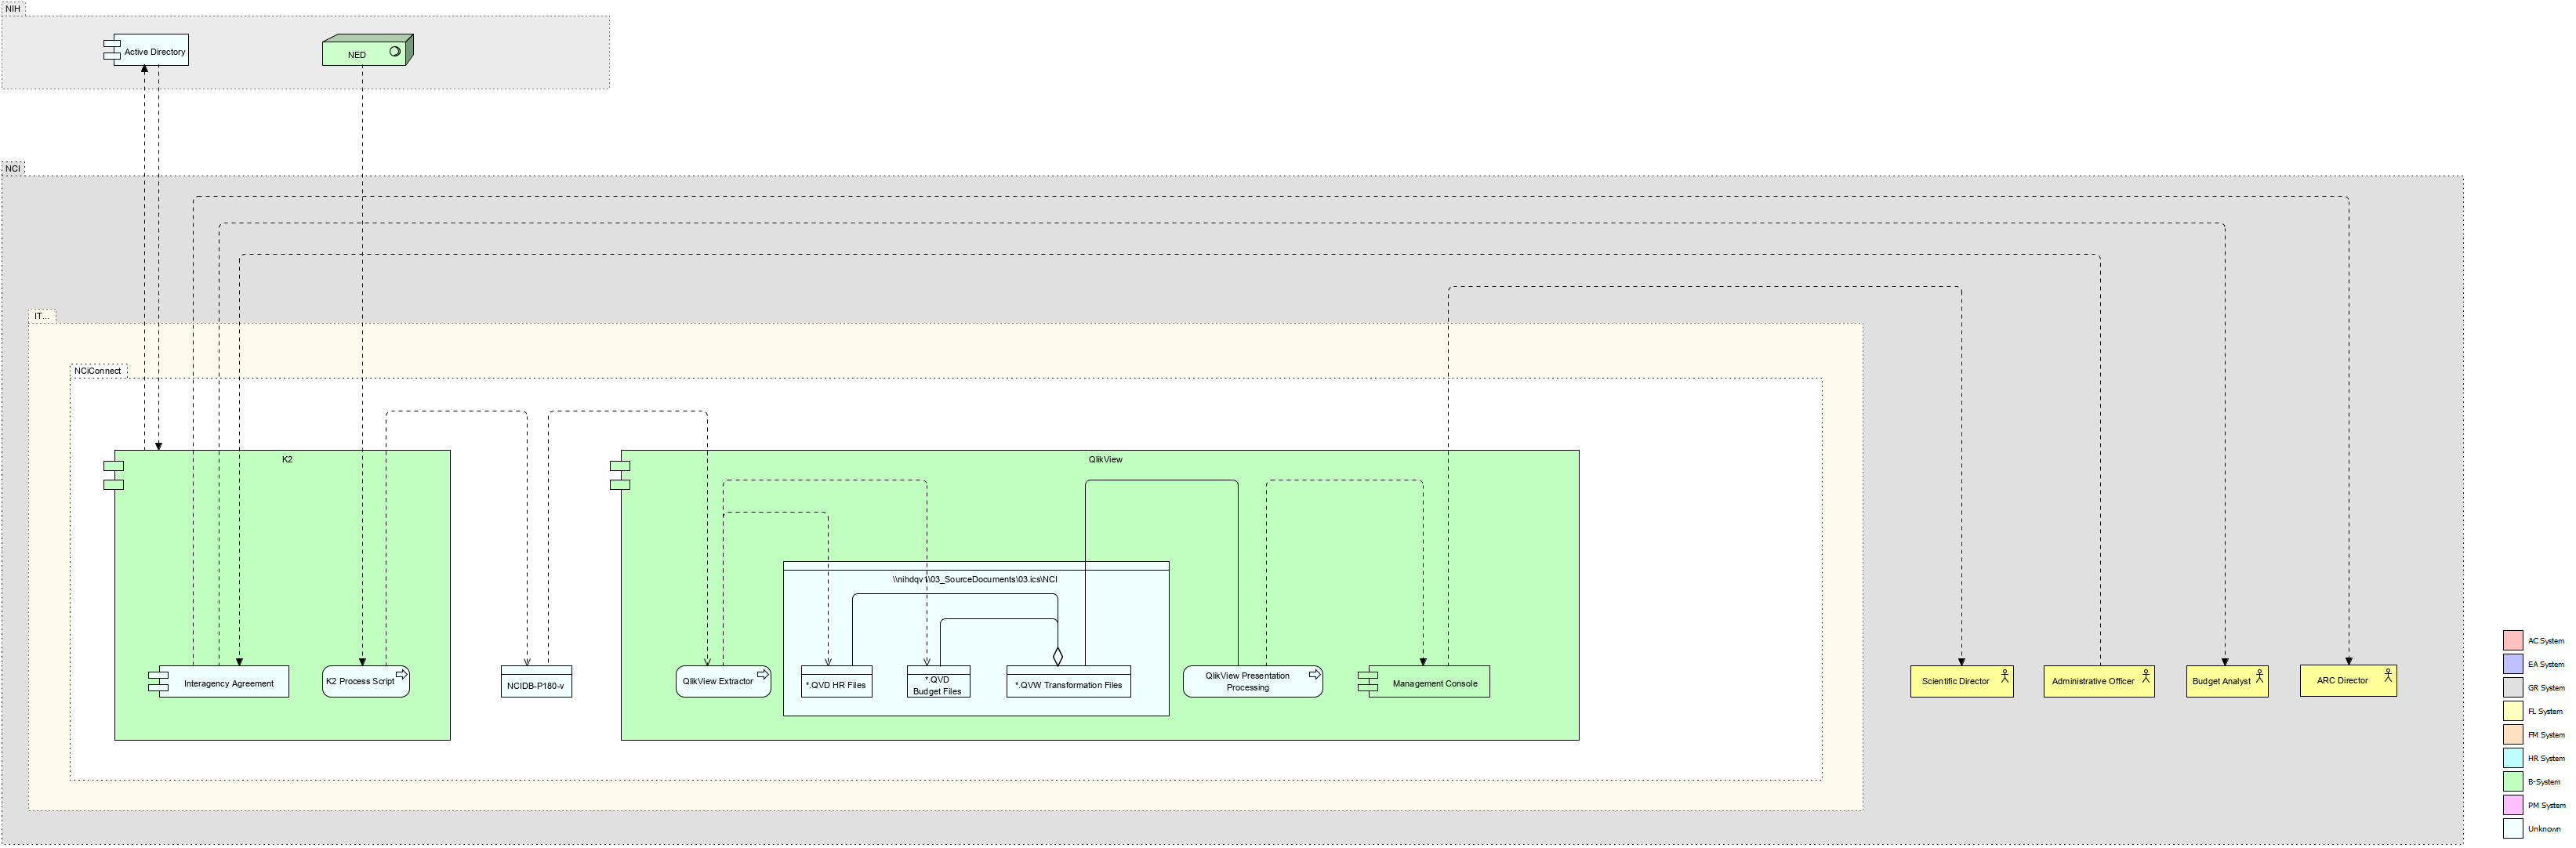 NIH
Active Directory
NED
NCI
IT...
NCiConnect
K2
QlikView
\\nihdqv1\03_SourceDocuments\03.ics\NCI
Interagency Agreement
K2 Process Script
NCIDB-P180-v
QlikView Extractor
*.QVD HR Files
*.QVD
Budget Files
*.QVW Transformation Files
QlikView Presentation
Processing
Management Console
Scientific Director
Administrative Officer
Budget Analyst
ARC Director
AC System
EA System
GR System
FL System
FM System
HR System
B-System
PM System
Unknown